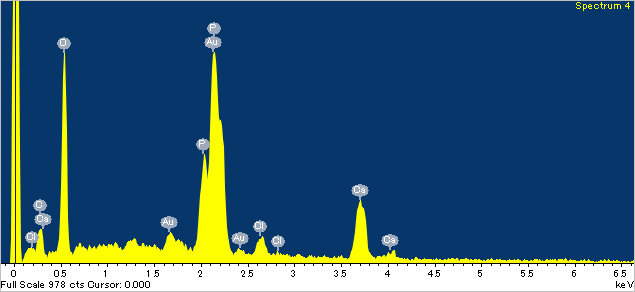 Spectrum 4
P
O Au
P
O Ca
Ca
Au Cl
Cl Au Cl Ca
0 0.5 1 1.5 2 2.5 3 3.5 4 4.5 5 5.5 6 6.5
Full Scale 978 cts Cursor: 0.000 keV